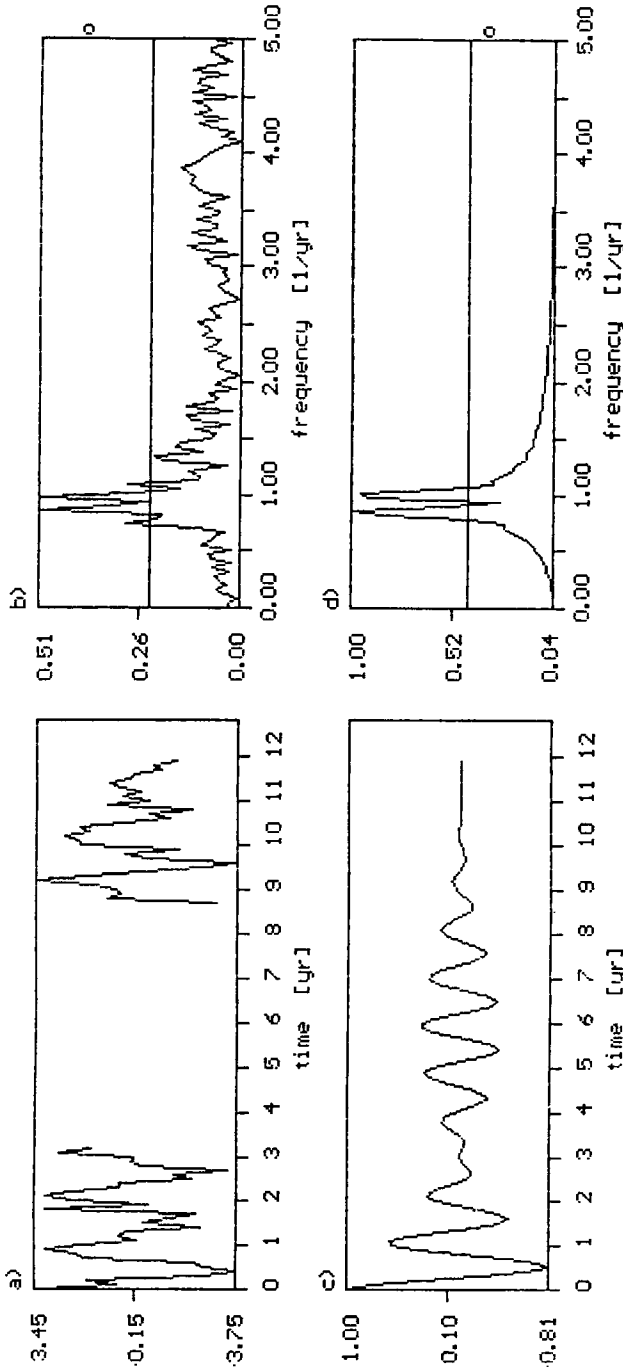 a)
3.45
-0.15
-3.75
0 1 2 3 4 5 6 7 8 9 10 11 12
time [yr]
b)
0.51
0.26
0.00
0.00 1.00 2.00 3.00 4.00 5.00
frequency [1/yr]
o
c)
1.00
0.10
-0.81
0 1 2 3 4 5 6 7 8 9 10 11 12
time [yr]
d)
1.00
0.52
0.04
0.00 1.00 2.00 3.00 4.00 5.00
frequency [1/yr]
o